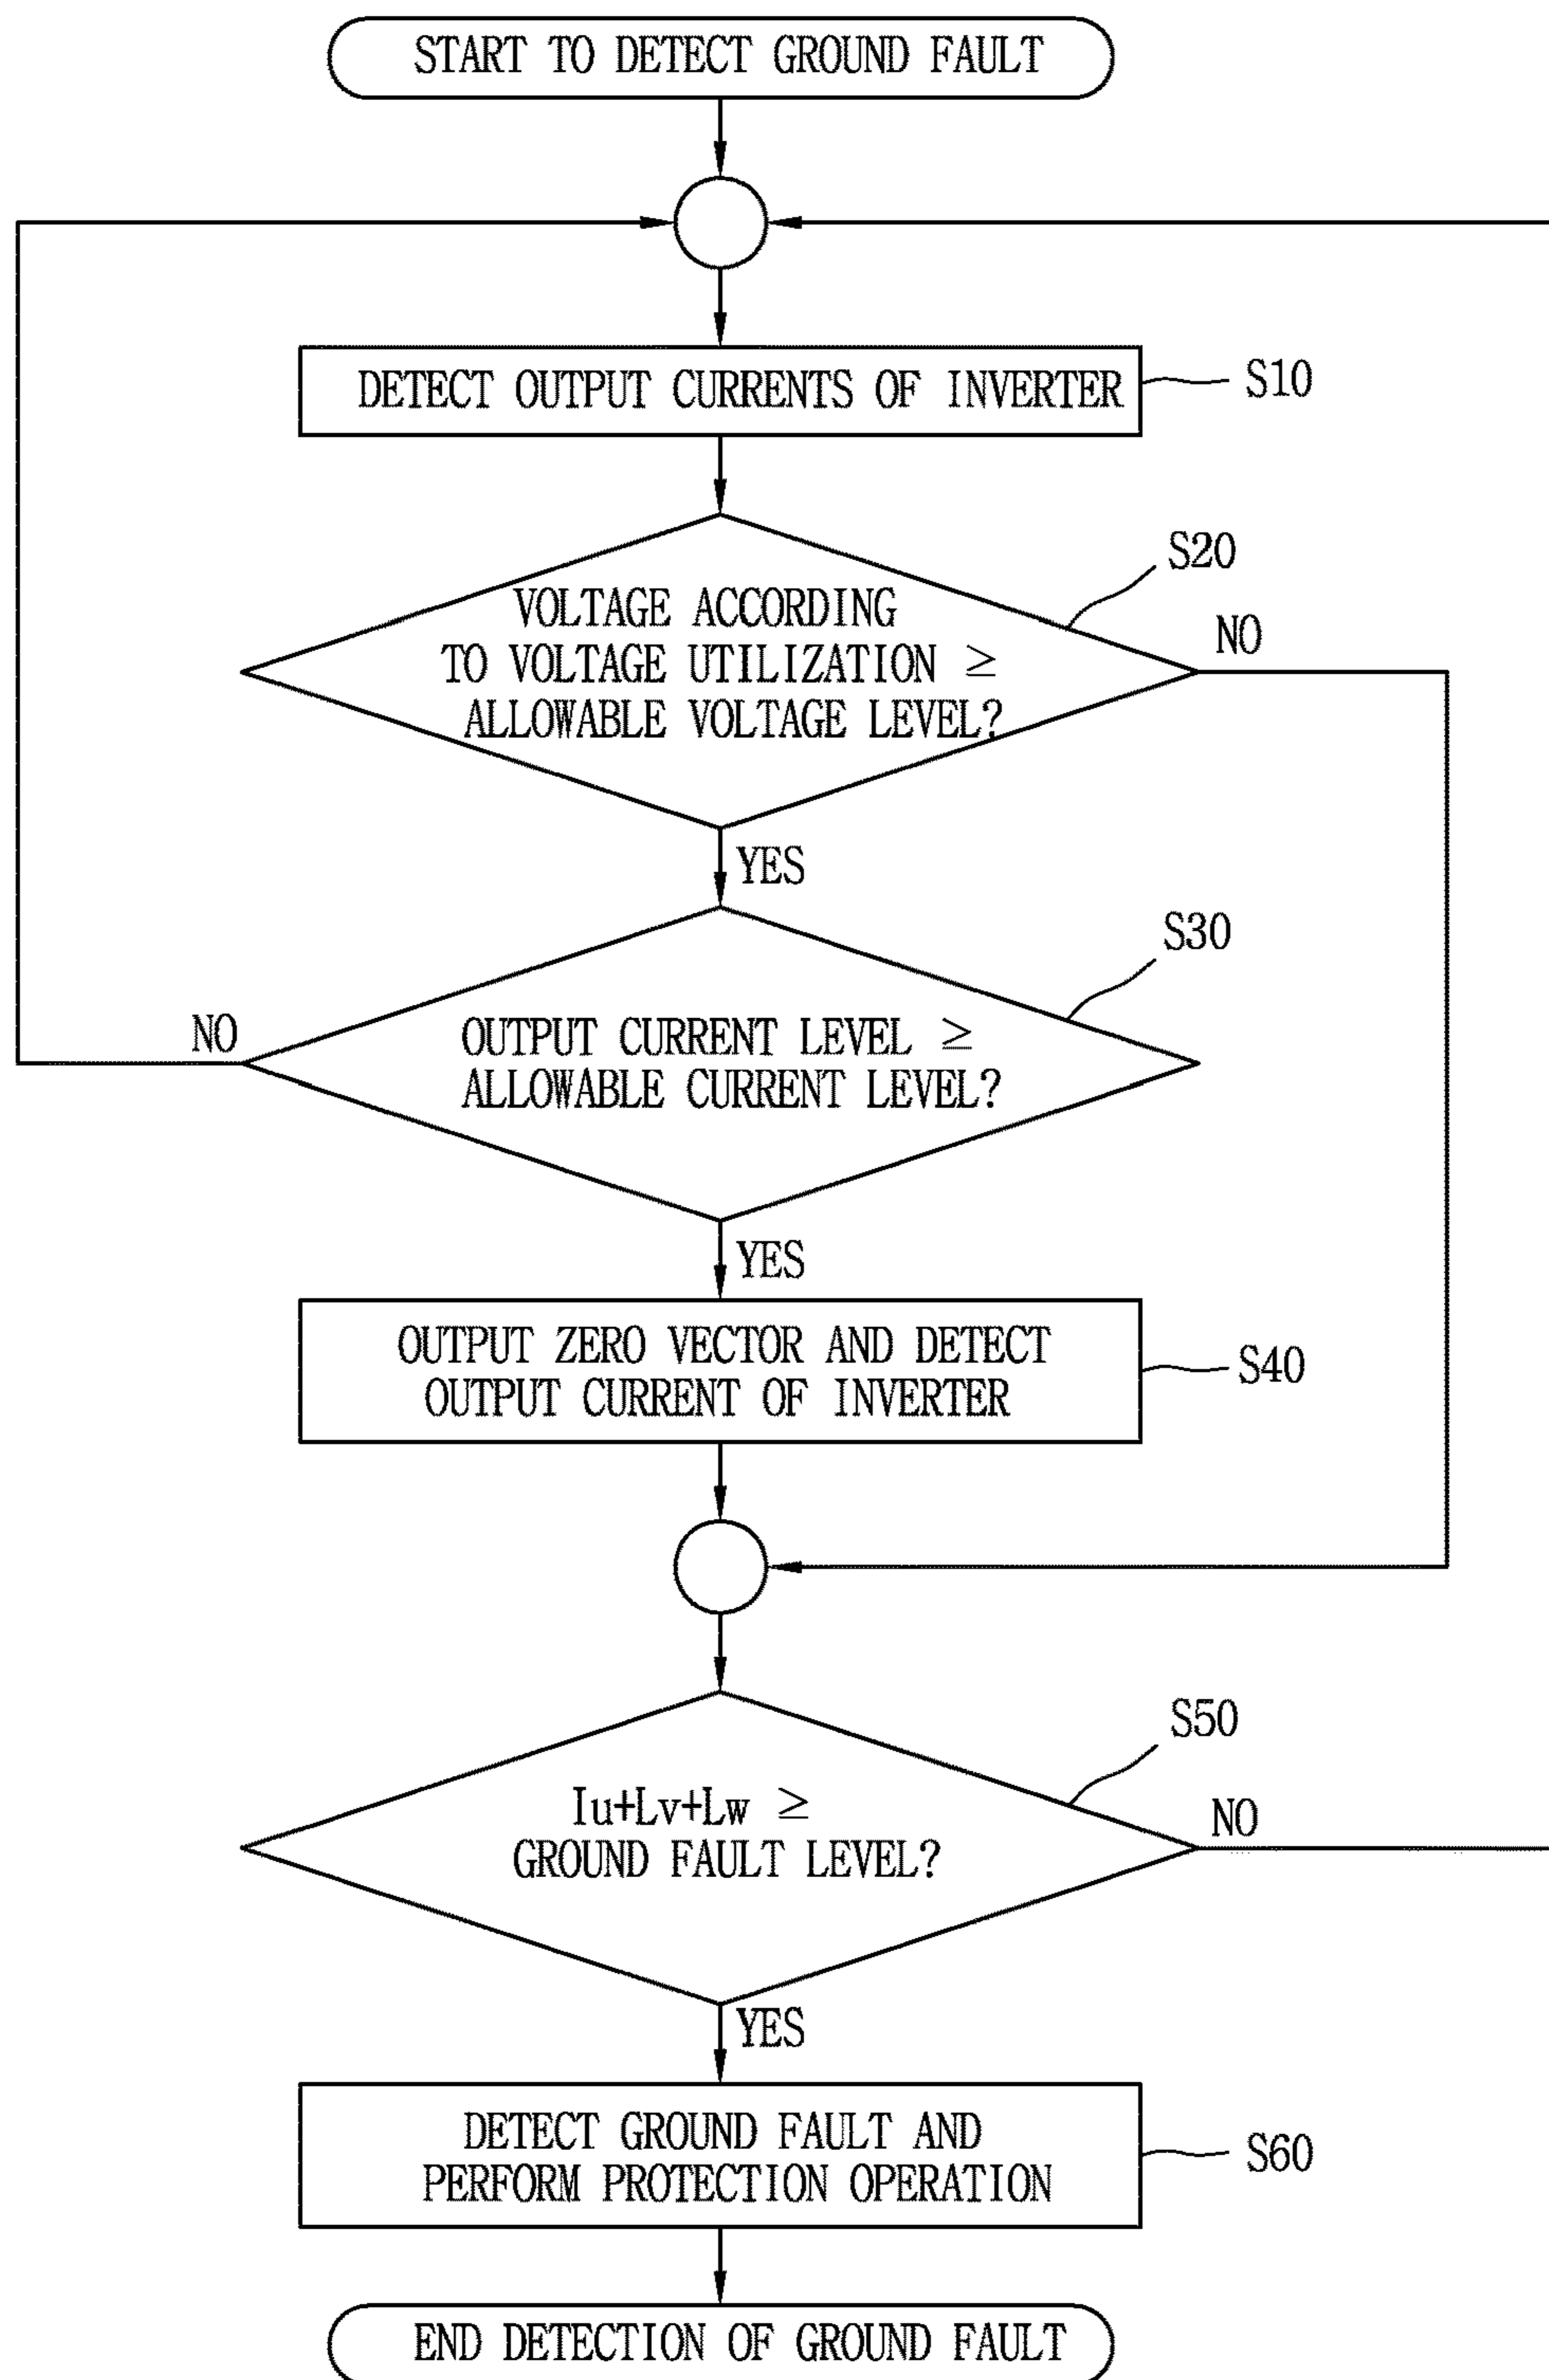 START TO DETECT GROUND FAULT
DETECT OUTPUT CURRENTS OF INVERTER
S10
S20
VOLTAGE ACCORDING
TO VOLTAGE UTILIZATION ≥
ALLOWABLE VOLTAGE LEVEL?
NO
YES
S30
NO
OUTPUT CURRENT LEVEL ≥
ALLOWABLE CURRENT LEVEL?
YES
OUTPUT ZERO VECTOR AND DETECT
OUTPUT CURRENT OF INVERTER
S40
S50
Iu+Lv+Lw ≥
GROUND FAULT LEVEL?
NO
YES
DETECT GROUND FAULT AND
PERFORM PROTECTION OPERATION
S60
END DETECTION OF GROUND FAULT